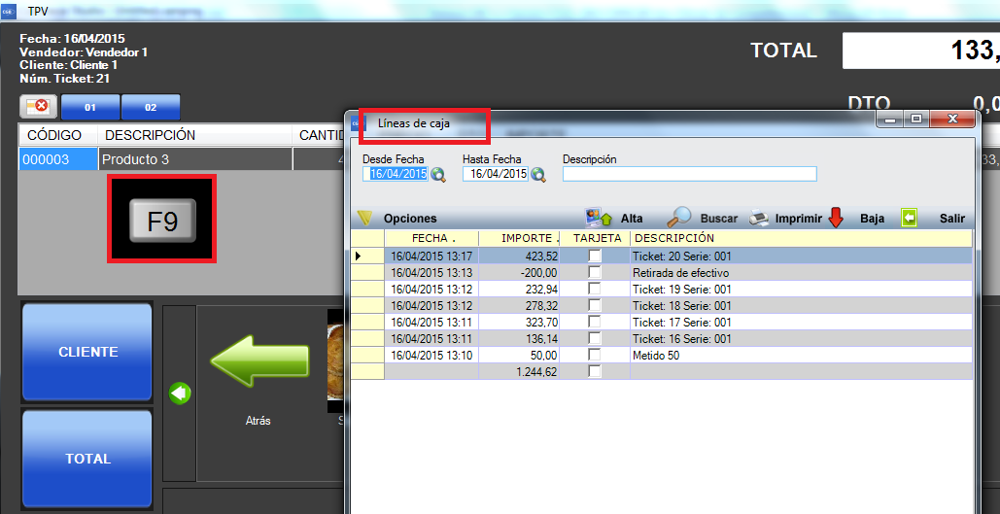 TPV
Fecha: 16/04/2015
Vendedor: Vendedor 1
Cliente: Cliente 1
Núm. Ticket: 21
TOTAL 133,
01 02
DTO 0,0
CÓDIGO DESCRIPCIÓN CANTID
000003 Producto 3 4 33,
F9
Líneas de caja
Desde Fecha Hasta Fecha Descripción
16/04/2015 16/04/2015
Opciones Alta Buscar Imprimir Baja Salir
FECHA IMPORTE TARJETA DESCRIPCIÓN
16/04/2015 13:17 423,52 Ticket: 20 Serie: 001
16/04/2015 13:13 -200,00 Retirada de efectivo
16/04/2015 13:12 232,94 Ticket: 19 Serie: 001
16/04/2015 13:12 278,32 Ticket: 18 Serie: 001
16/04/2015 13:11 323,70 Ticket: 17 Serie: 001
16/04/2015 13:11 136,14 Ticket: 16 Serie: 001
16/04/2015 13:10 50,00 Metido 50
1.244,62
CLIENTE
Atrás S
TOTAL